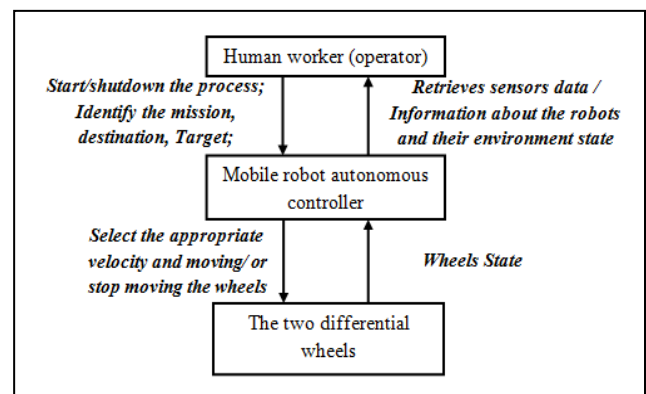 Human worker (operator)
Start/shutdown the process;
Identify the mission,
destination, Target;
Retrieves sensors data /
Information about the robots
and their environment state
Mobile robot autonomous
controller
Select the appropriate
velocity and moving/ or
stop moving the wheels
Wheels State
The two differential
wheels